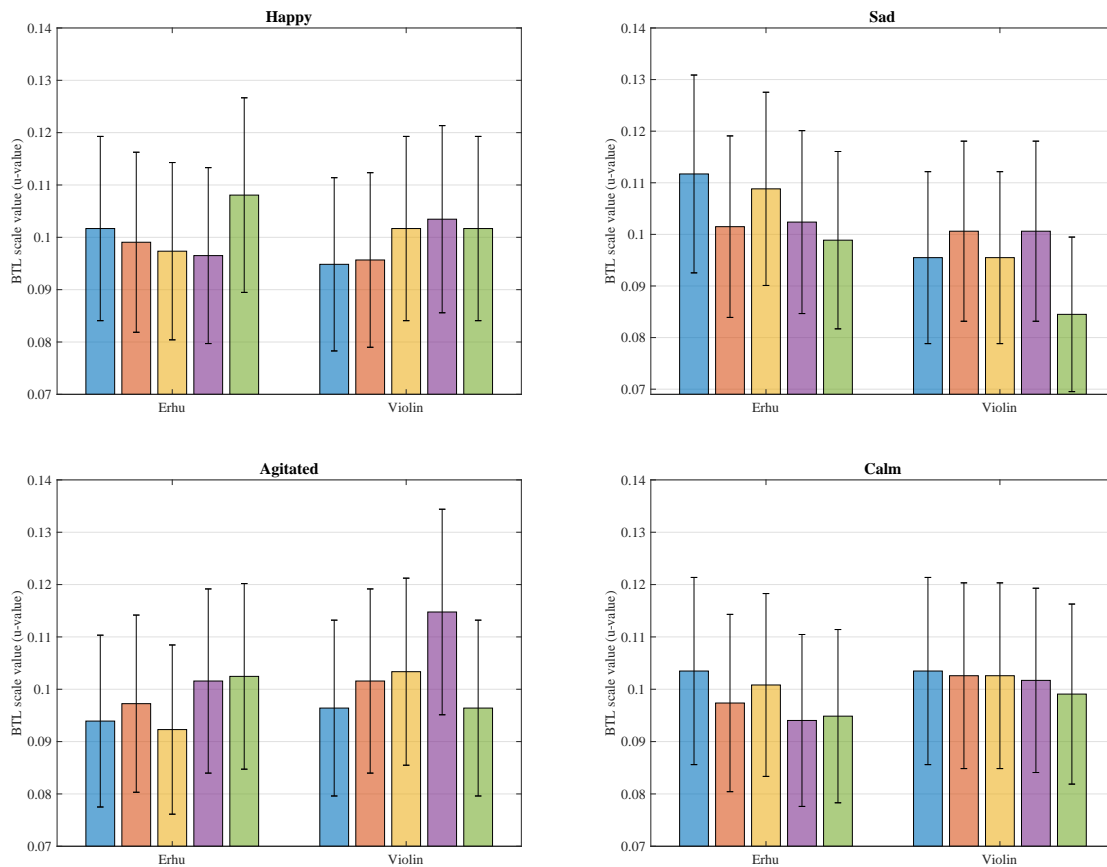 Happy
0.14
0.13
0.12
0.11
0.1
0.09
0.08
0.07
BTL scale value (u-value)
Erhu
Violin
Sad
0.14
0.13
0.12
0.11
0.1
0.09
0.08
0.07
BTL scale value (u-value)
Erhu
Violin
Agitated
0.14
0.13
0.12
0.11
0.1
0.09
0.08
0.07
BTL scale value (u-value)
Erhu
Violin
Calm
0.14
0.13
0.12
0.11
0.1
0.09
0.08
0.07
BTL scale value (u-value)
Erhu
Violin